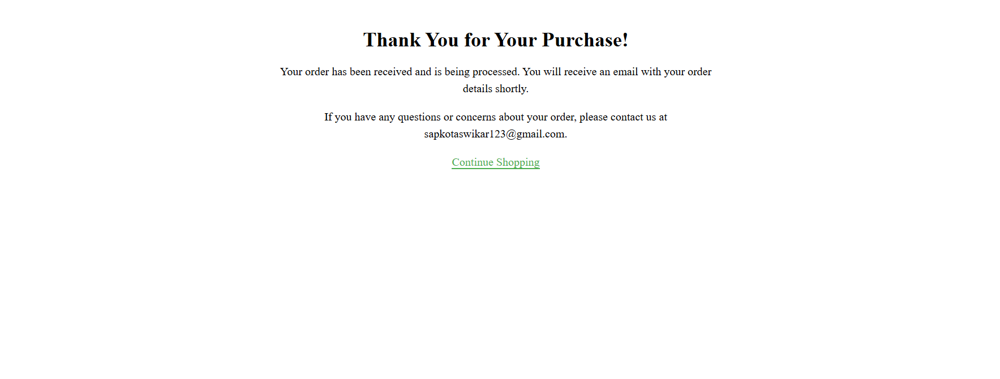 Thank You for Your Purchase!
Your order has been received and is being processed. You will receive an email with your order
details shortly.
If you have any questions or concerns about your order, please contact us at
sapkotaswikar123@gmail.com.
Continue Shopping